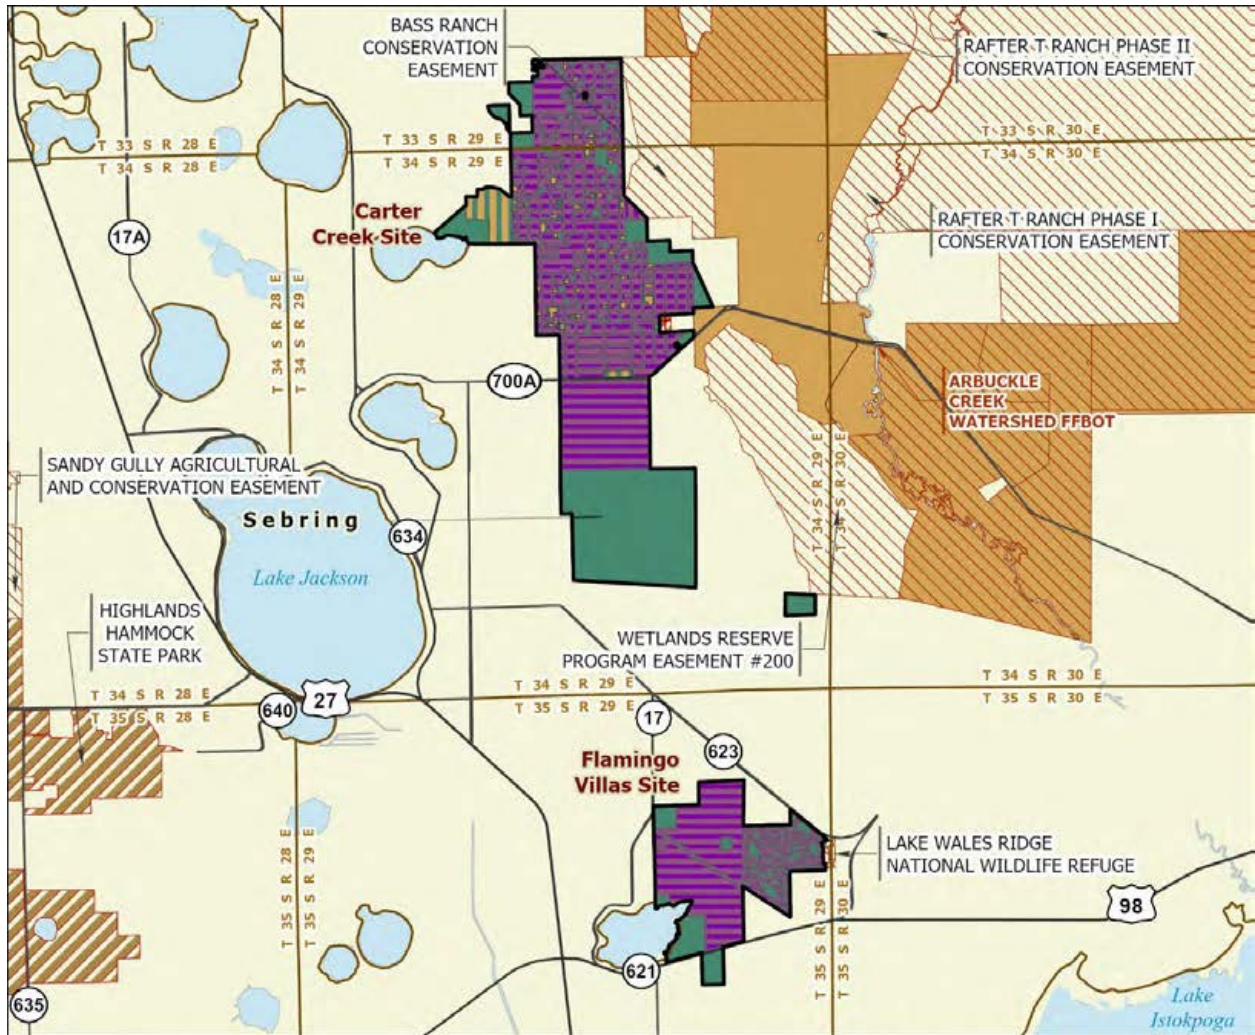 BASS RANCH
CONSERVATION
EASEMENT
RAFTER T RANCH PHASE II
CONSERVATION EASEMENT
T 33 S R 28 E
T 34 S R 28 E
T 33 S R 29 E
T 34 S R 29 E
T 33 S R 30 E
T 34 S R 30 E
Carter
Creek Site
17A
RAFTER T RANCH PHASE I
CONSERVATION EASEMENT
T 34 S R 28 E
T 34 S R 29 E
700A
ARBUCKLE
CREEK
WATERSHED FFBOT
SANDY GULLY AGRICULTURAL
AND CONSERVATION EASEMENT
T 34 S R 29 E
T 34 S R 30 E
Sebring
634
Lake Jackson
HIGHLANDS
HAMMOCK
STATE PARK
WETLANDS RESERVE
PROGRAM EASEMENT #200
T 34 S R 28 E
T 35 S R 28 E
640
27
T 34 S R 29 E
T 35 S R 29 E
17
T 34 S R 30 E
T 35 S R 30 E
623
Flamingo
Villas Site
LAKE WALES RIDGE
NATIONAL WILDLIFE REFUGE
T 35 S R 28 E
T 35 S R 29 E
T 35 S R 29 E
T 35 S R 30 E
98
621
635
Lake
Istokpoga